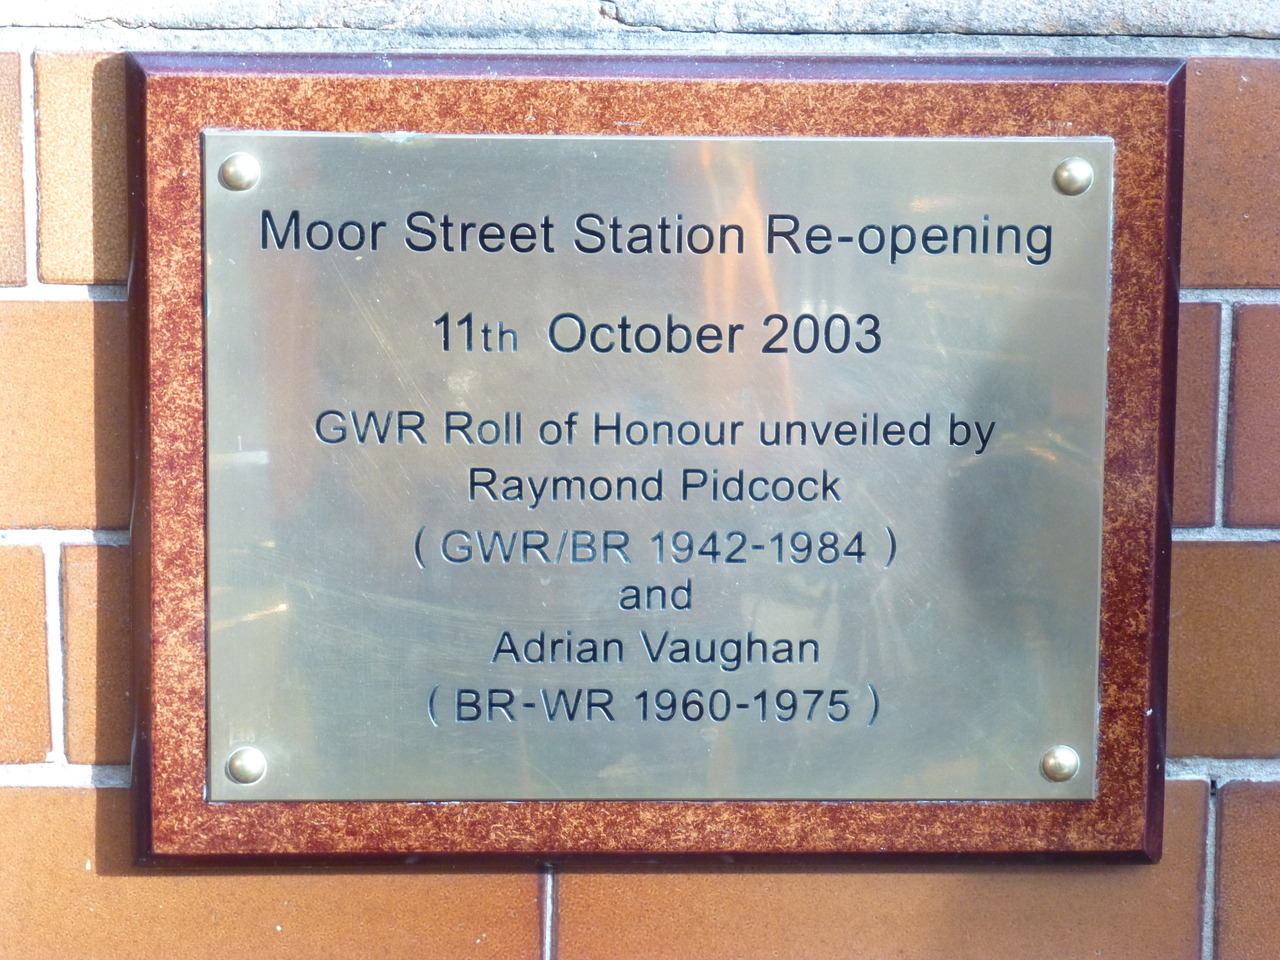 Moor Street Station Re-opening
11th October 2003
GWR Roll of Honour unveiled by
Raymond Pidcock
( GWR/BR 1942-1984 )
and
Adrian Vaughan
( BR-WR 1960-1975 )